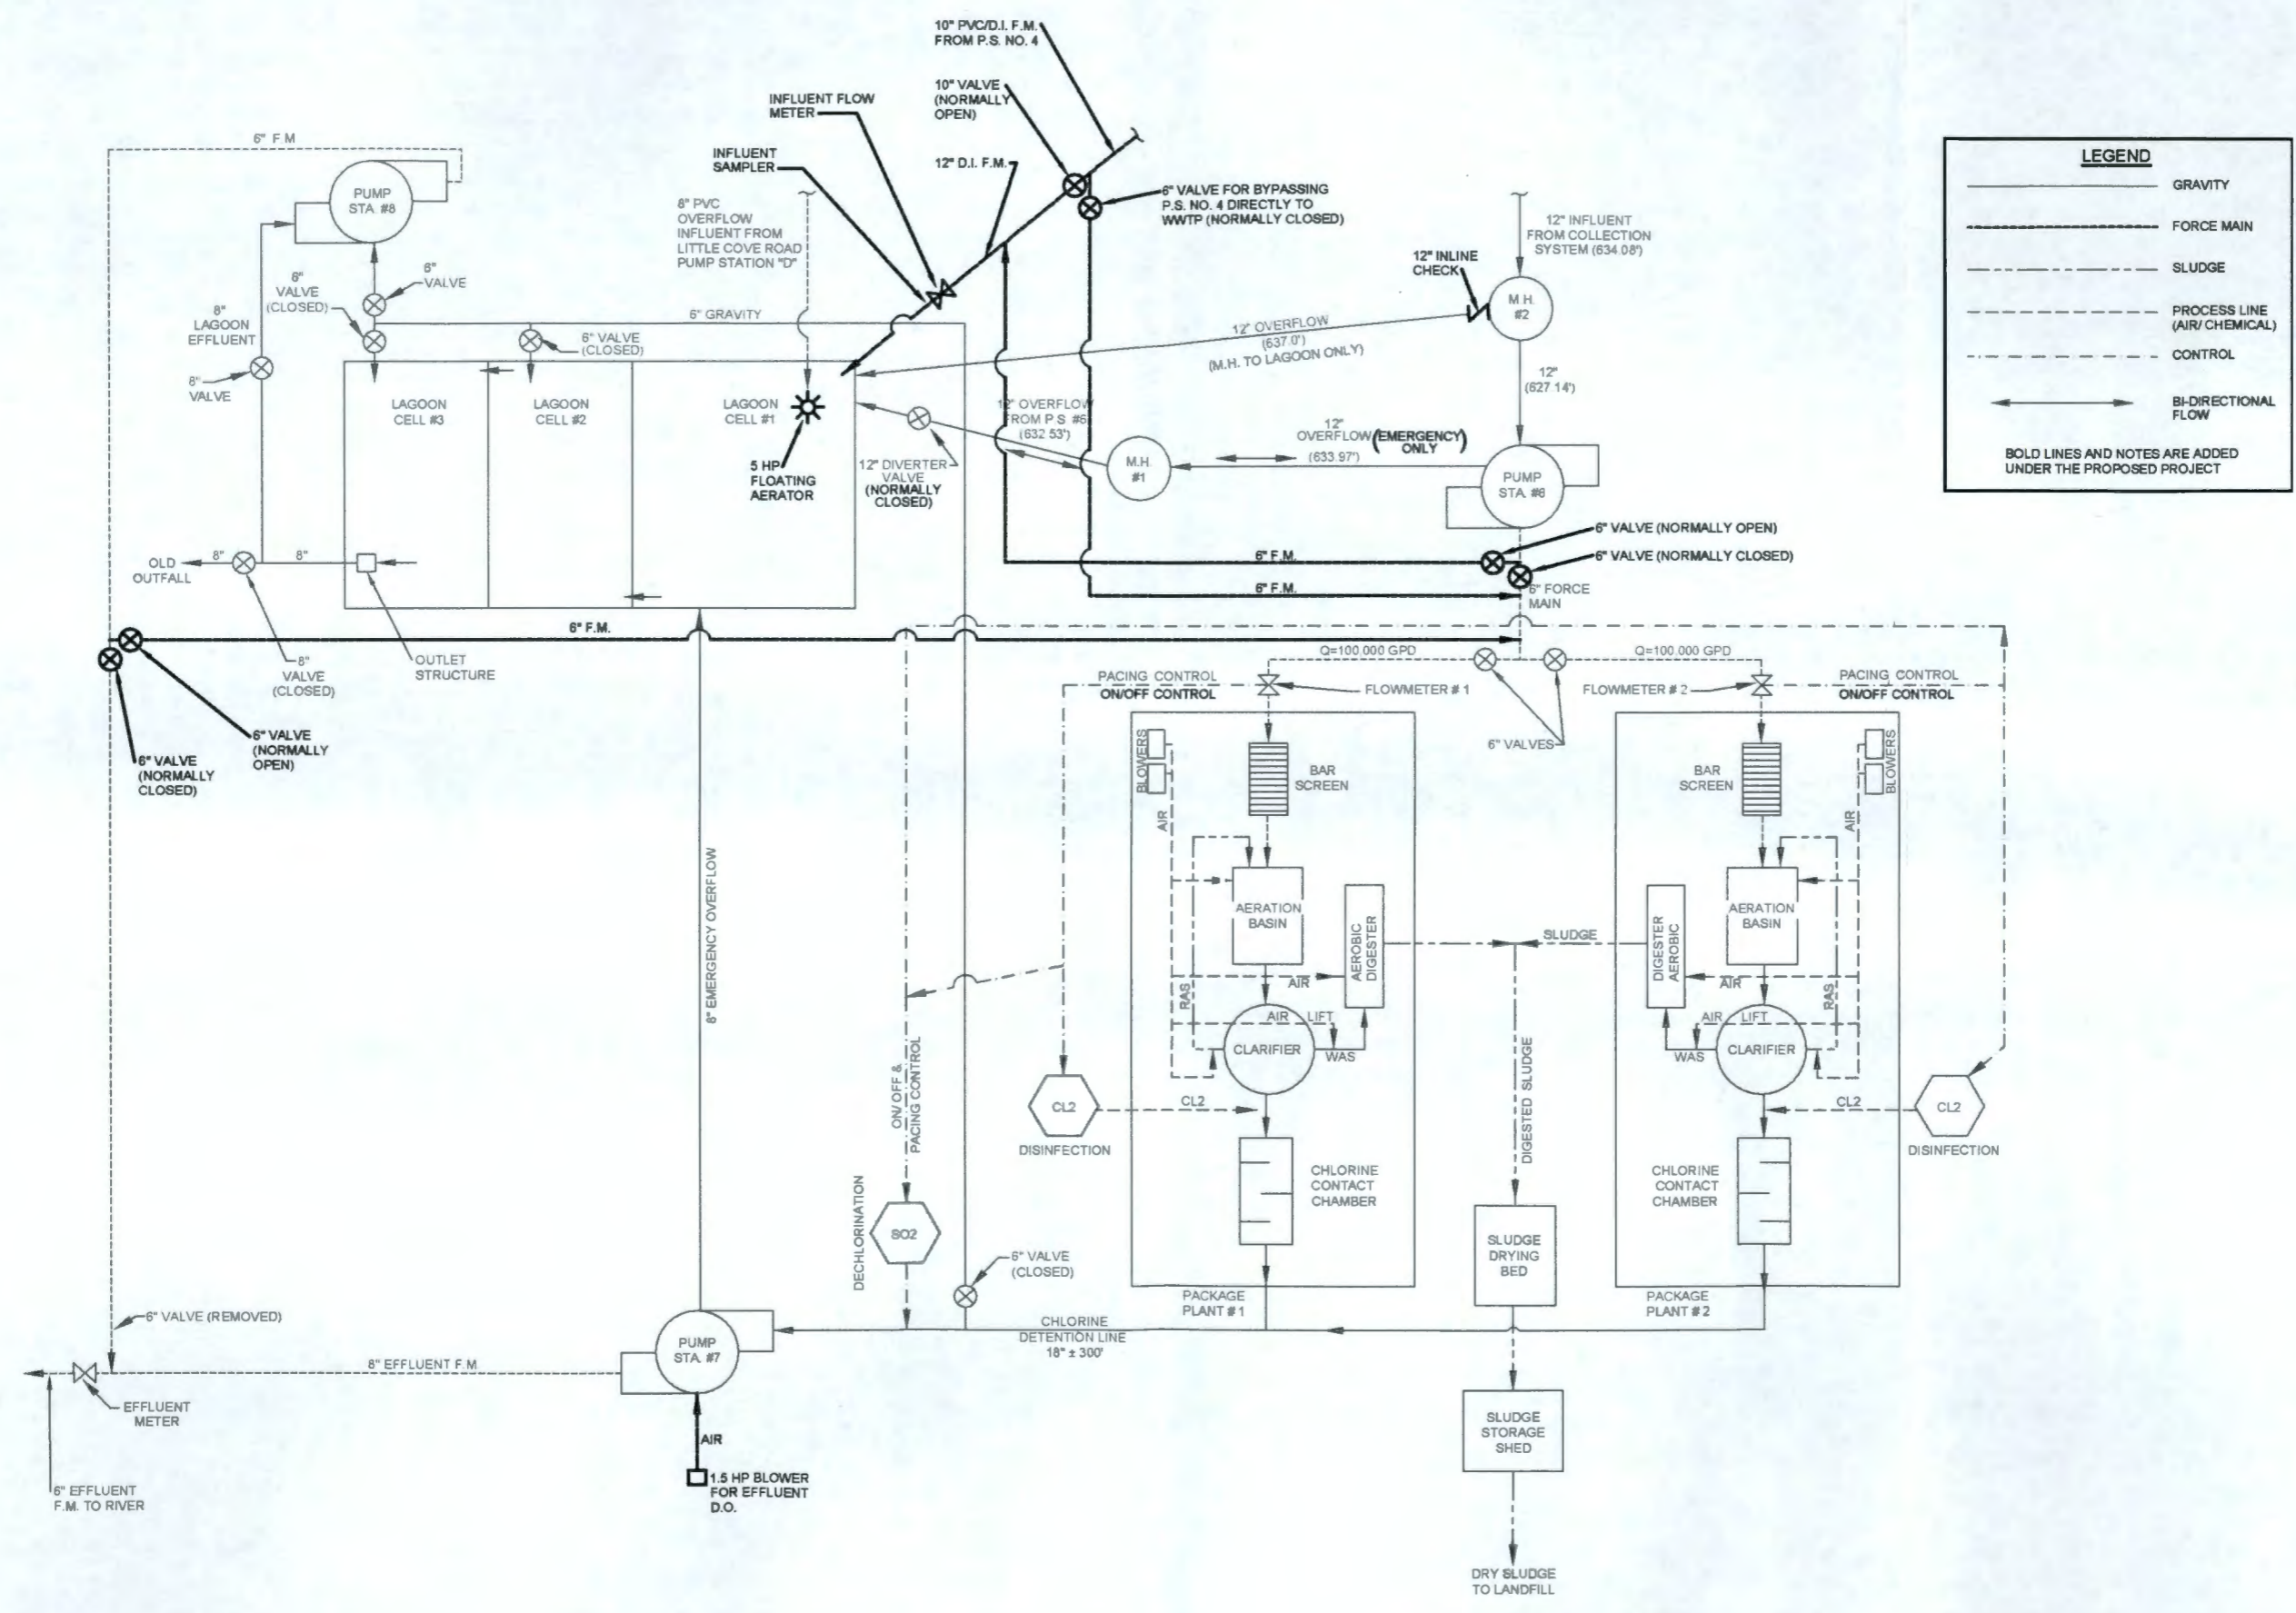 10" PVC/D.I. F.M.
FROM P.S. NO. 4
10" VALVE
(NORMALLY
OPEN)
INFLUENT FLOW
METER
INFLUENT
SAMPLER
12" D.I. F.M.
6" VALVE FOR BYPASSING
P.S. NO. 4 DIRECTLY TO
WWTP (NORMALLY CLOSED)
8" PVC
OVERFLOW
INFLUENT FROM
LITTLE COVE ROAD
PUMP STATION "D"
12" INFLUENT
FROM COLLECTION
SYSTEM (634.08')
12" INLINE
CHECK
M.H.
#2
LEGEND
GRAVITY
FORCE MAIN
SLUDGE
PROCESS LINE
(AIR/ CHEMICAL)
CONTROL
BI-DIRECTIONAL
FLOW
BOLD LINES AND NOTES ARE ADDED
UNDER THE PROPOSED PROJECT
6" F.M
PUMP
STA. #8
6"
VALVE
6"
VALVE
(CLOSED)
8"
LAGOON
EFFLUENT
8"
VALVE
6" GRAVITY
6" VALVE
(CLOSED)
12" OVERFLOW
(637.0')
(M.H. TO LAGOON ONLY)
12"
(627.14')
LAGOON
CELL #3
LAGOON
CELL #2
LAGOON
CELL #1
5 HP
FLOATING
AERATOR
12" OVERFLOW
FROM P.S #6
(632.53')
12" DIVERTER
VALVE
(NORMALLY
CLOSED)
M.H.
#1
12"
OVERFLOW (EMERGENCY
ONLY)
(633.97')
PUMP
STA. #6
6" VALVE (NORMALLY OPEN)
6" VALVE (NORMALLY CLOSED)
6" F.M.
6" F.M.
6" FORCE
MAIN
OLD
OUTFALL
8"
8"
6" F.M.
8"
VALVE
(CLOSED)
OUTLET
STRUCTURE
6" VALVE
(NORMALLY
OPEN)
6" VALVE
(NORMALLY
CLOSED)
Q=100,000 GPD
Q=100,000 GPD
PACING CONTROL
ON/OFF CONTROL
FLOWMETER # 1
FLOWMETER # 2
PACING CONTROL
ON/OFF CONTROL
6" VALVES
BLOWERS
BAR
SCREEN
AIR
AERATION
BASIN
AEROBIC
DIGESTER
AIR
RAS
AIR LIFT
CLARIFIER
WAS
CL2
CL2
DISINFECTION
CHLORINE
CONTACT
CHAMBER
PACKAGE
PLANT # 1
BAR
SCREEN
BLOWERS
AIR
AERATION
BASIN
DIGESTER
AEROBIC
SLUDGE
AIR
RAS
AIR LIFT
CLARIFIER
WAS
CL2
CL2
DISINFECTION
CHLORINE
CONTACT
CHAMBER
PACKAGE
PLANT # 2
DIGESTED SLUDGE
SLUDGE
DRYING
BED
SLUDGE
STORAGE
SHED
DRY SLUDGE
TO LANDFILL
8" EMERGENCY OVERFLOW
ON/ OFF &
PACING CONTROL
DECHLORINATION
SO2
6" VALVE
(CLOSED)
CHLORINE
DETENTION LINE
18" ± 300'
PUMP
STA. #7
6" VALVE (REMOVED)
8" EFFLUENT F.M
EFFLUENT
METER
6" EFFLUENT
F.M. TO RIVER
AIR
1.5 HP BLOWER
FOR EFFLUENT
D.O.